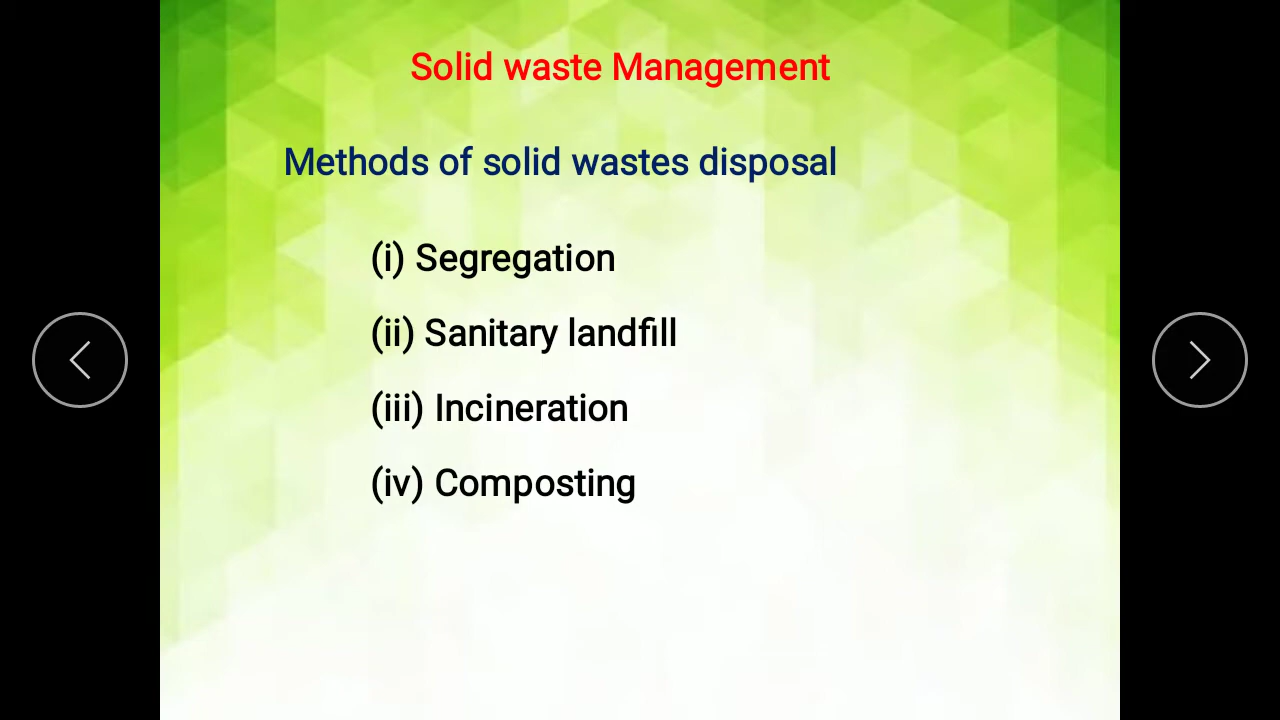 Solid waste Management
Methods of solid wastes disposal
(i) Segregation
(ii) Sanitary landfill
(iii) Incineration
(iv) Composting